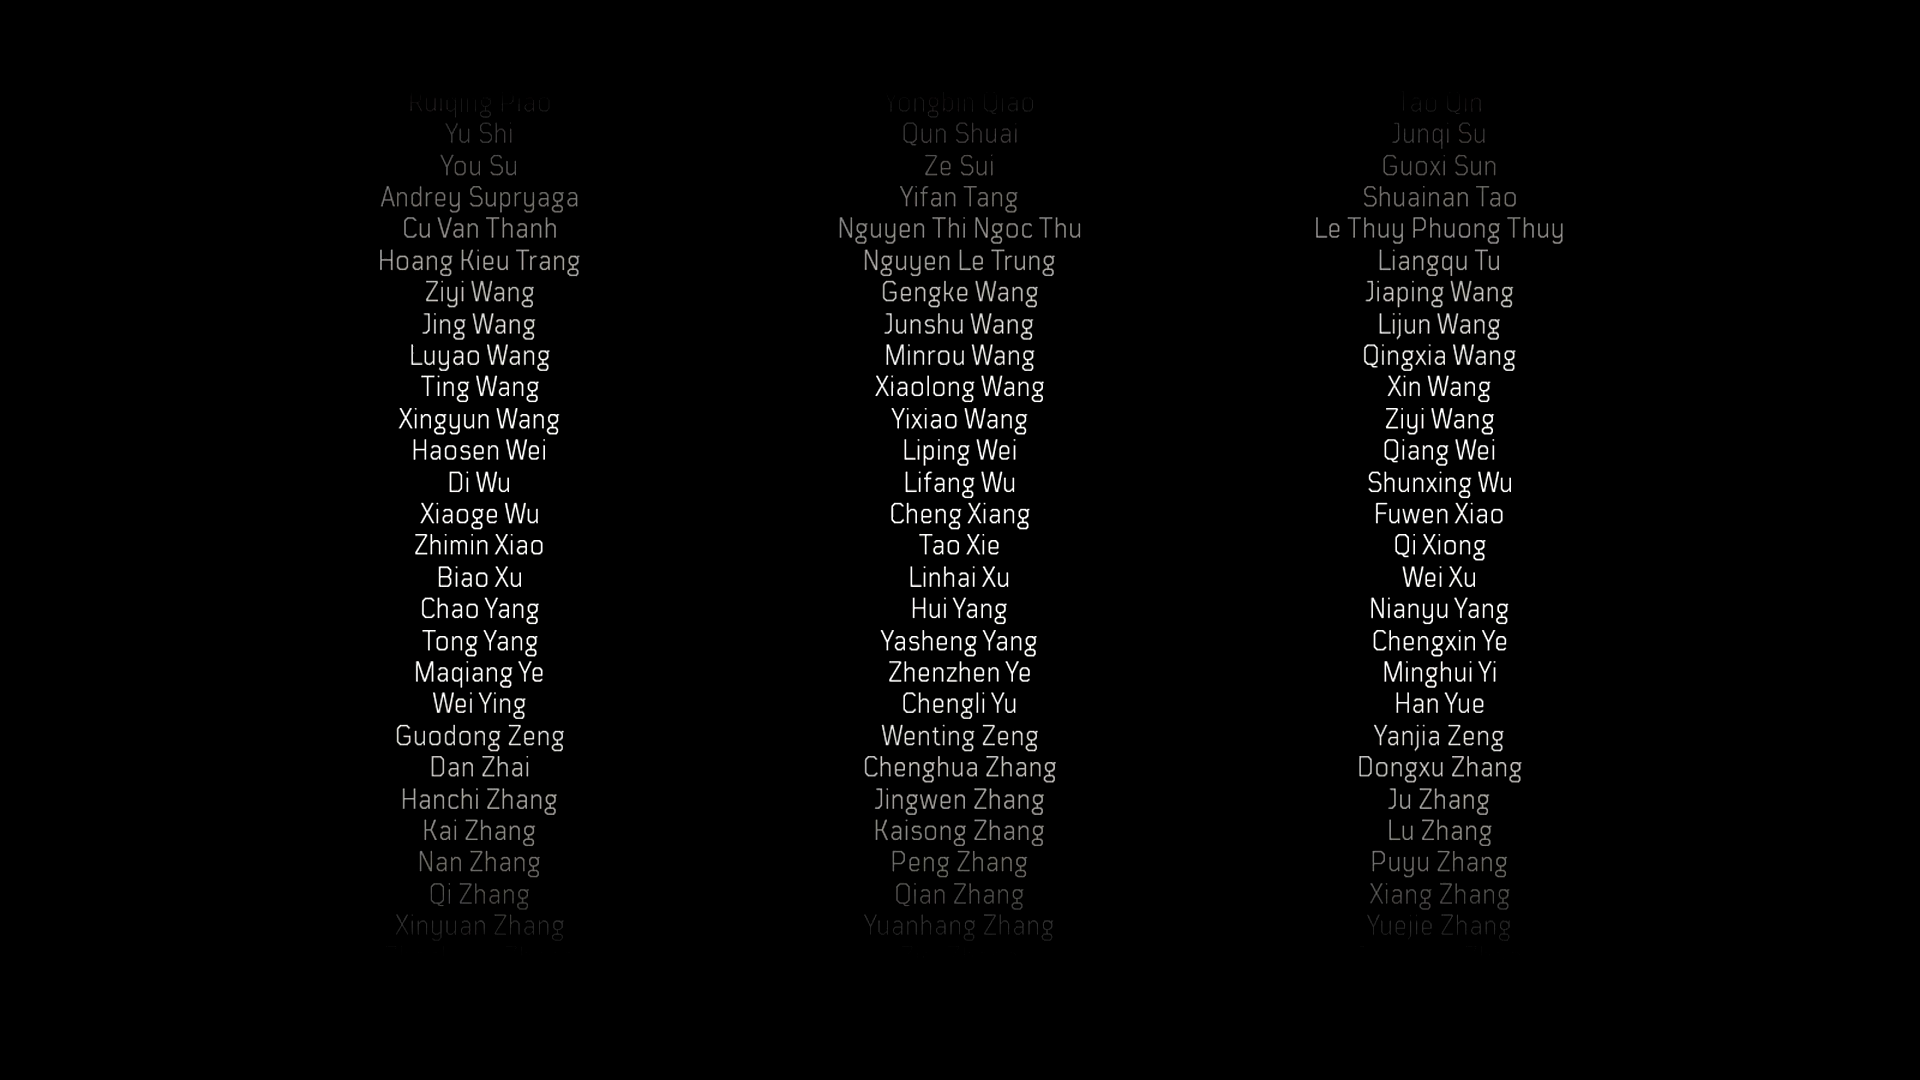 Ruiqing Piao Yongbin Qiao Tao Qin
Yu Shi Qun Shuai Junqi Su
You Su Ze Sui Guoxi Sun
Andrey Supryaga Yifan Tang Shuainan Tao
Cu Van Thanh Nguyen Thi Ngoc Thu Le Thuy Phuong Thuy
Hoang Kieu Trang Nguyen Le Trung Liangqu Tu
Ziyi Wang Gengke Wang Jiaping Wang
Jing Wang Junshu Wang Lijun Wang
Luyao Wang Minrou Wang Qingxia Wang
Ting Wang Xiaolong Wang Xin Wang
Xingyun Wang Yixiao Wang Ziyi Wang
Haosen Wei Liping Wei Qiang Wei
Di Wu Lifang Wu Shunxing Wu
Xiaoge Wu Cheng Xiang Fuwen Xiao
Zhimin Xiao Tao Xie Qi Xiong
Biao Xu Linhai Xu Wei Xu
Chao Yang Hui Yang Nianyu Yang
Tong Yang Yasheng Yang Chengxin Ye
Maqiang Ye Zhenzhen Ye Minghui Yi
Wei Ying Chengli Yu Han Yue
Guodong Zeng Wenting Zeng Yanjia Zeng
Dan Zhai Chenghua Zhang Dongxu Zhang
Hanchi Zhang Jingwen Zhang Ju Zhang
Kai Zhang Kaisong Zhang Lu Zhang
Nan Zhang Peng Zhang Puyu Zhang
Qi Zhang Qian Zhang Xiang Zhang
Xinyuan Zhang Yuanhang Zhang Yuejie Zhang